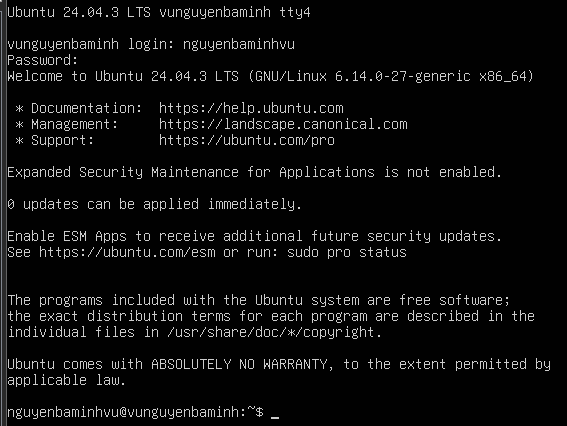 Ubuntu 24.04.3 LTS vunguyenbaminh tty4
vunguyenbaminh login: nguyenbaminhvu
Password:
Welcome to Ubuntu 24.04.3 LTS (GNU/Linux 6.14.0-27-generic x86_64)
* Documentation:  https://help.ubuntu.com
* Management:     https://landscape.canonical.com
* Support:        https://ubuntu.com/pro
Expanded Security Maintenance for Applications is not enabled.
0 updates can be applied immediately.
Enable ESM Apps to receive additional future security updates.
See https://ubuntu.com/esm or run: sudo pro status
The programs included with the Ubuntu system are free software;
the exact distribution terms for each program are described in the
individual files in /usr/share/doc/*/copyright.
Ubuntu comes with ABSOLUTELY NO WARRANTY, to the extent permitted by
applicable law.
nguyenbaminhvu@vunguyenbaminh:~$ _